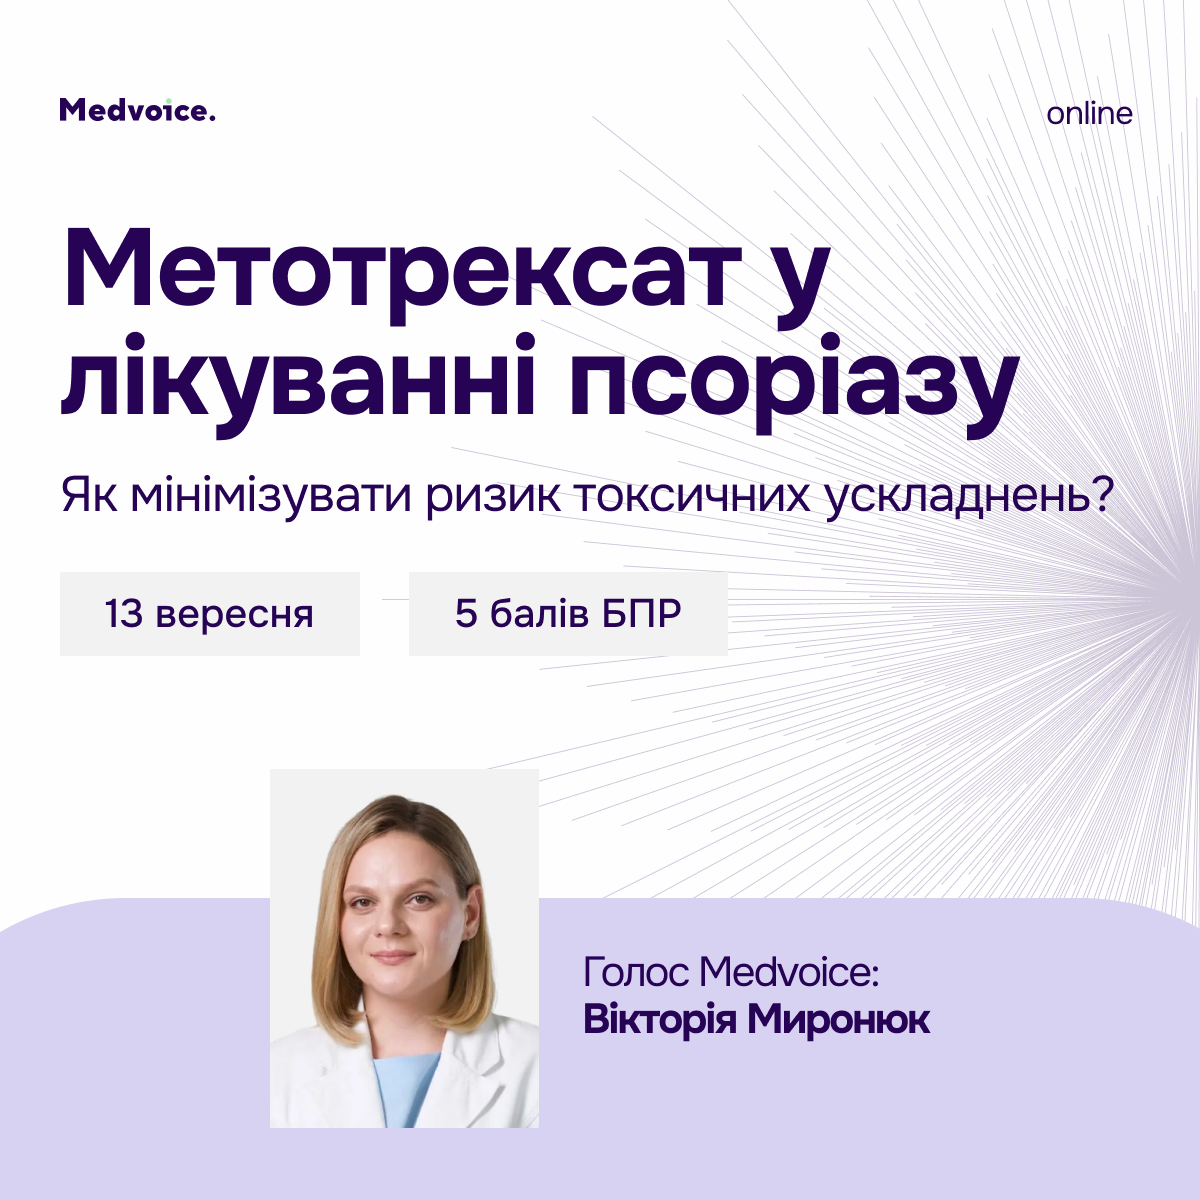 Medvoice.
online
Метотрексат у
лікуванні псоріазу
Як мінімізувати ризик токсичних ускладнень?
13 вересня
5 балів БПР
Голос Medvoice:
Вікторія Миронюк